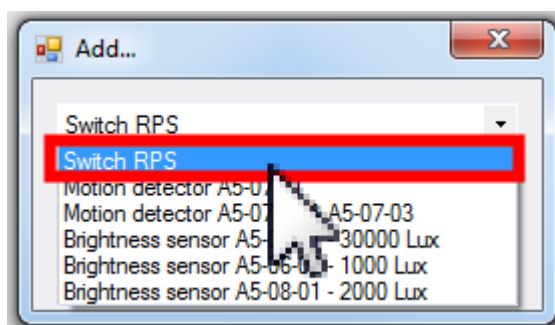 Add...
Switch RPS
Switch RPS
Motion detector
Motion detector A5-07-03
Brightness sensor 30000 Lux
Brightness sensor - 1000 Lux
Brightness sensor A5-08-01 - 2000 Lux